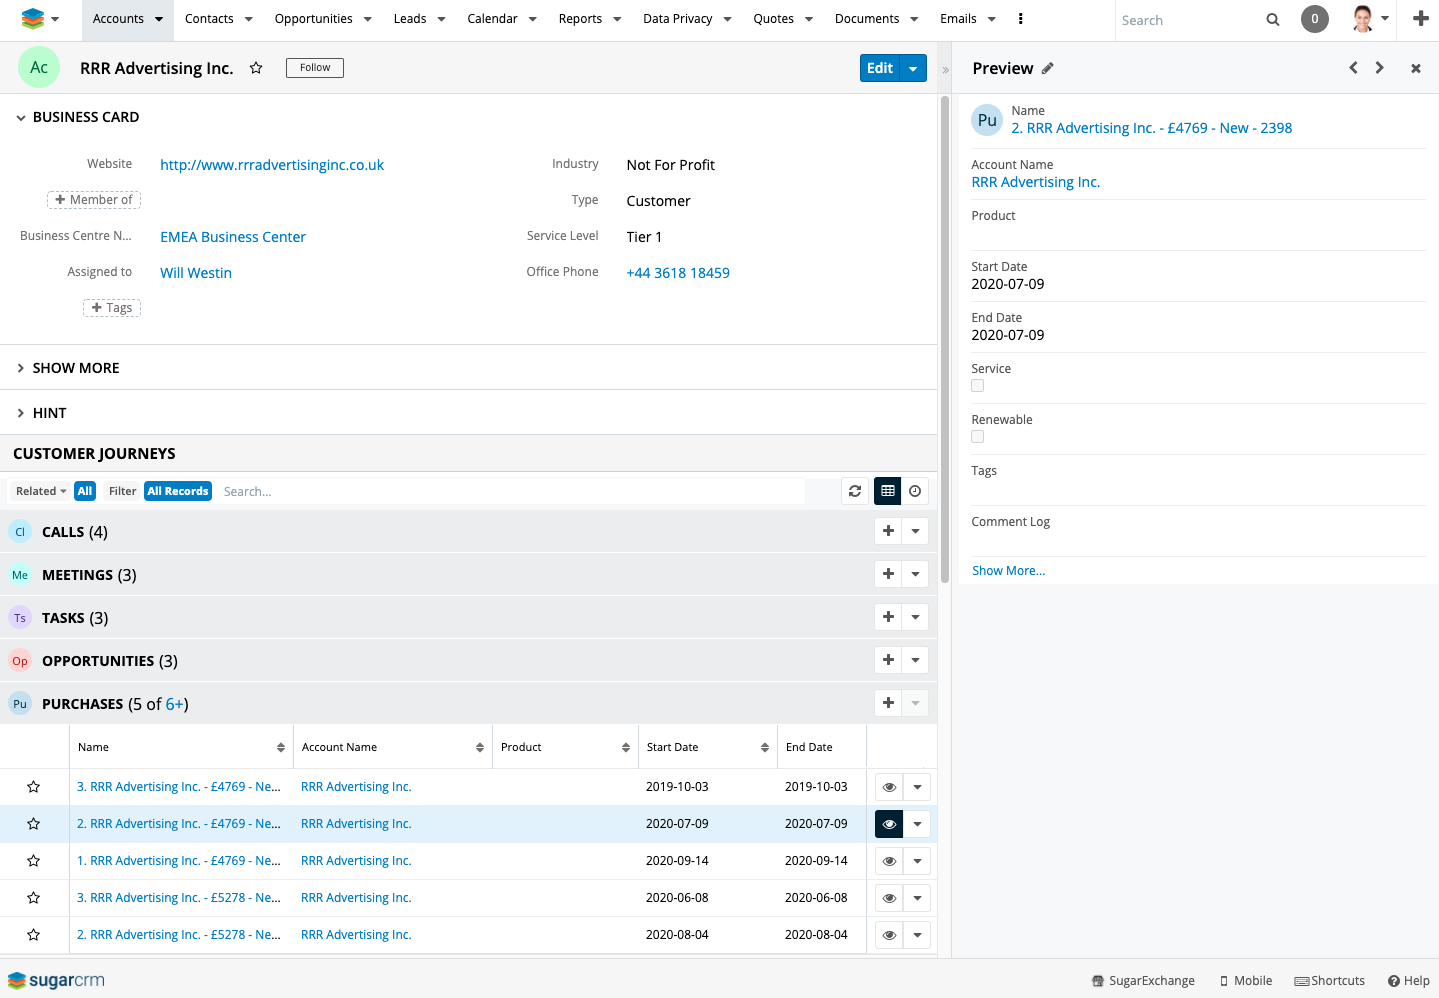 Accounts Contacts Opportunities Leads Calendar Reports Data Privacy Quotes Documents Emails Search 0
Ac RRR Advertising Inc. Follow Edit » Preview
BUSINESS CARD
Website http://www.rrradvertisinginc.co.uk Industry Not For Profit
Member of Type Customer
Business Centre N... EMEA Business Center Service Level Tier 1
Assigned to Will Westin Office Phone +44 3618 18459
Tags
SHOW MORE
HINT
CUSTOMER JOURNEYS
Related All Filter All Records Search...
Cl CALLS (4)
Me MEETINGS (3)
Ts TASKS (3)
Op OPPORTUNITIES (3)
Pu PURCHASES (5 of 6+)
Name Account Name Product Start Date End Date
3. RRR Advertising Inc. - £4769 - Ne... RRR Advertising Inc. 2019-10-03 2019-10-03
2. RRR Advertising Inc. - £4769 - Ne... RRR Advertising Inc. 2020-07-09 2020-07-09
1. RRR Advertising Inc. - £4769 - Ne... RRR Advertising Inc. 2020-09-14 2020-09-14
3. RRR Advertising Inc. - £5278 - Ne... RRR Advertising Inc. 2020-06-08 2020-06-08
2. RRR Advertising Inc. - £5278 - Ne... RRR Advertising Inc. 2020-08-04 2020-08-04
Pu Name
2. RRR Advertising Inc. - £4769 - New - 2398
Account Name
RRR Advertising Inc.
Product
Start Date
2020-07-09
End Date
2020-07-09
Service
Renewable
Tags
Comment Log
Show More...
sugarcrm SugarExchange Mobile Shortcuts Help